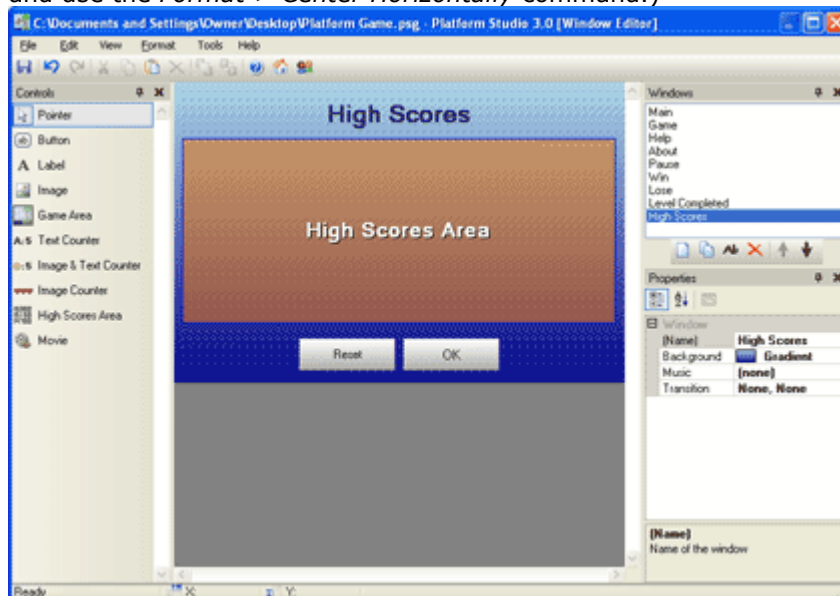 and use the Format > Center Horizontally command.)
C:\Documents and Settings\Owner\Desktop\Platform Game.psg - Platform Studio 3.0 [Window Editor]
File Edit View Format Tools Help
Controls
Pointer
Button
A Label
Image
Game Area
A:5 Text Counter
:5 Image & Text Counter
Image Counter
High Scores Area
Movie
High Scores
High Scores Area
Reset OK
Windows
Main
Game
Help
About
Pause
Win
Lose
Level Completed
High Scores
Properties
Window
(Name) High Scores
Background Gradient
Music (none)
Transition None, None
(Name)
Name of the window
Ready X: Y: